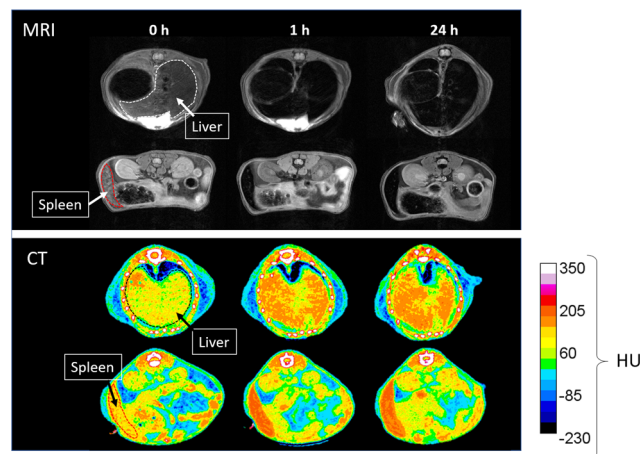 MRI
0 h
1 h
24 h
Liver
Spleen
CT
Liver
Spleen
350
205
60
-85
-230
HU